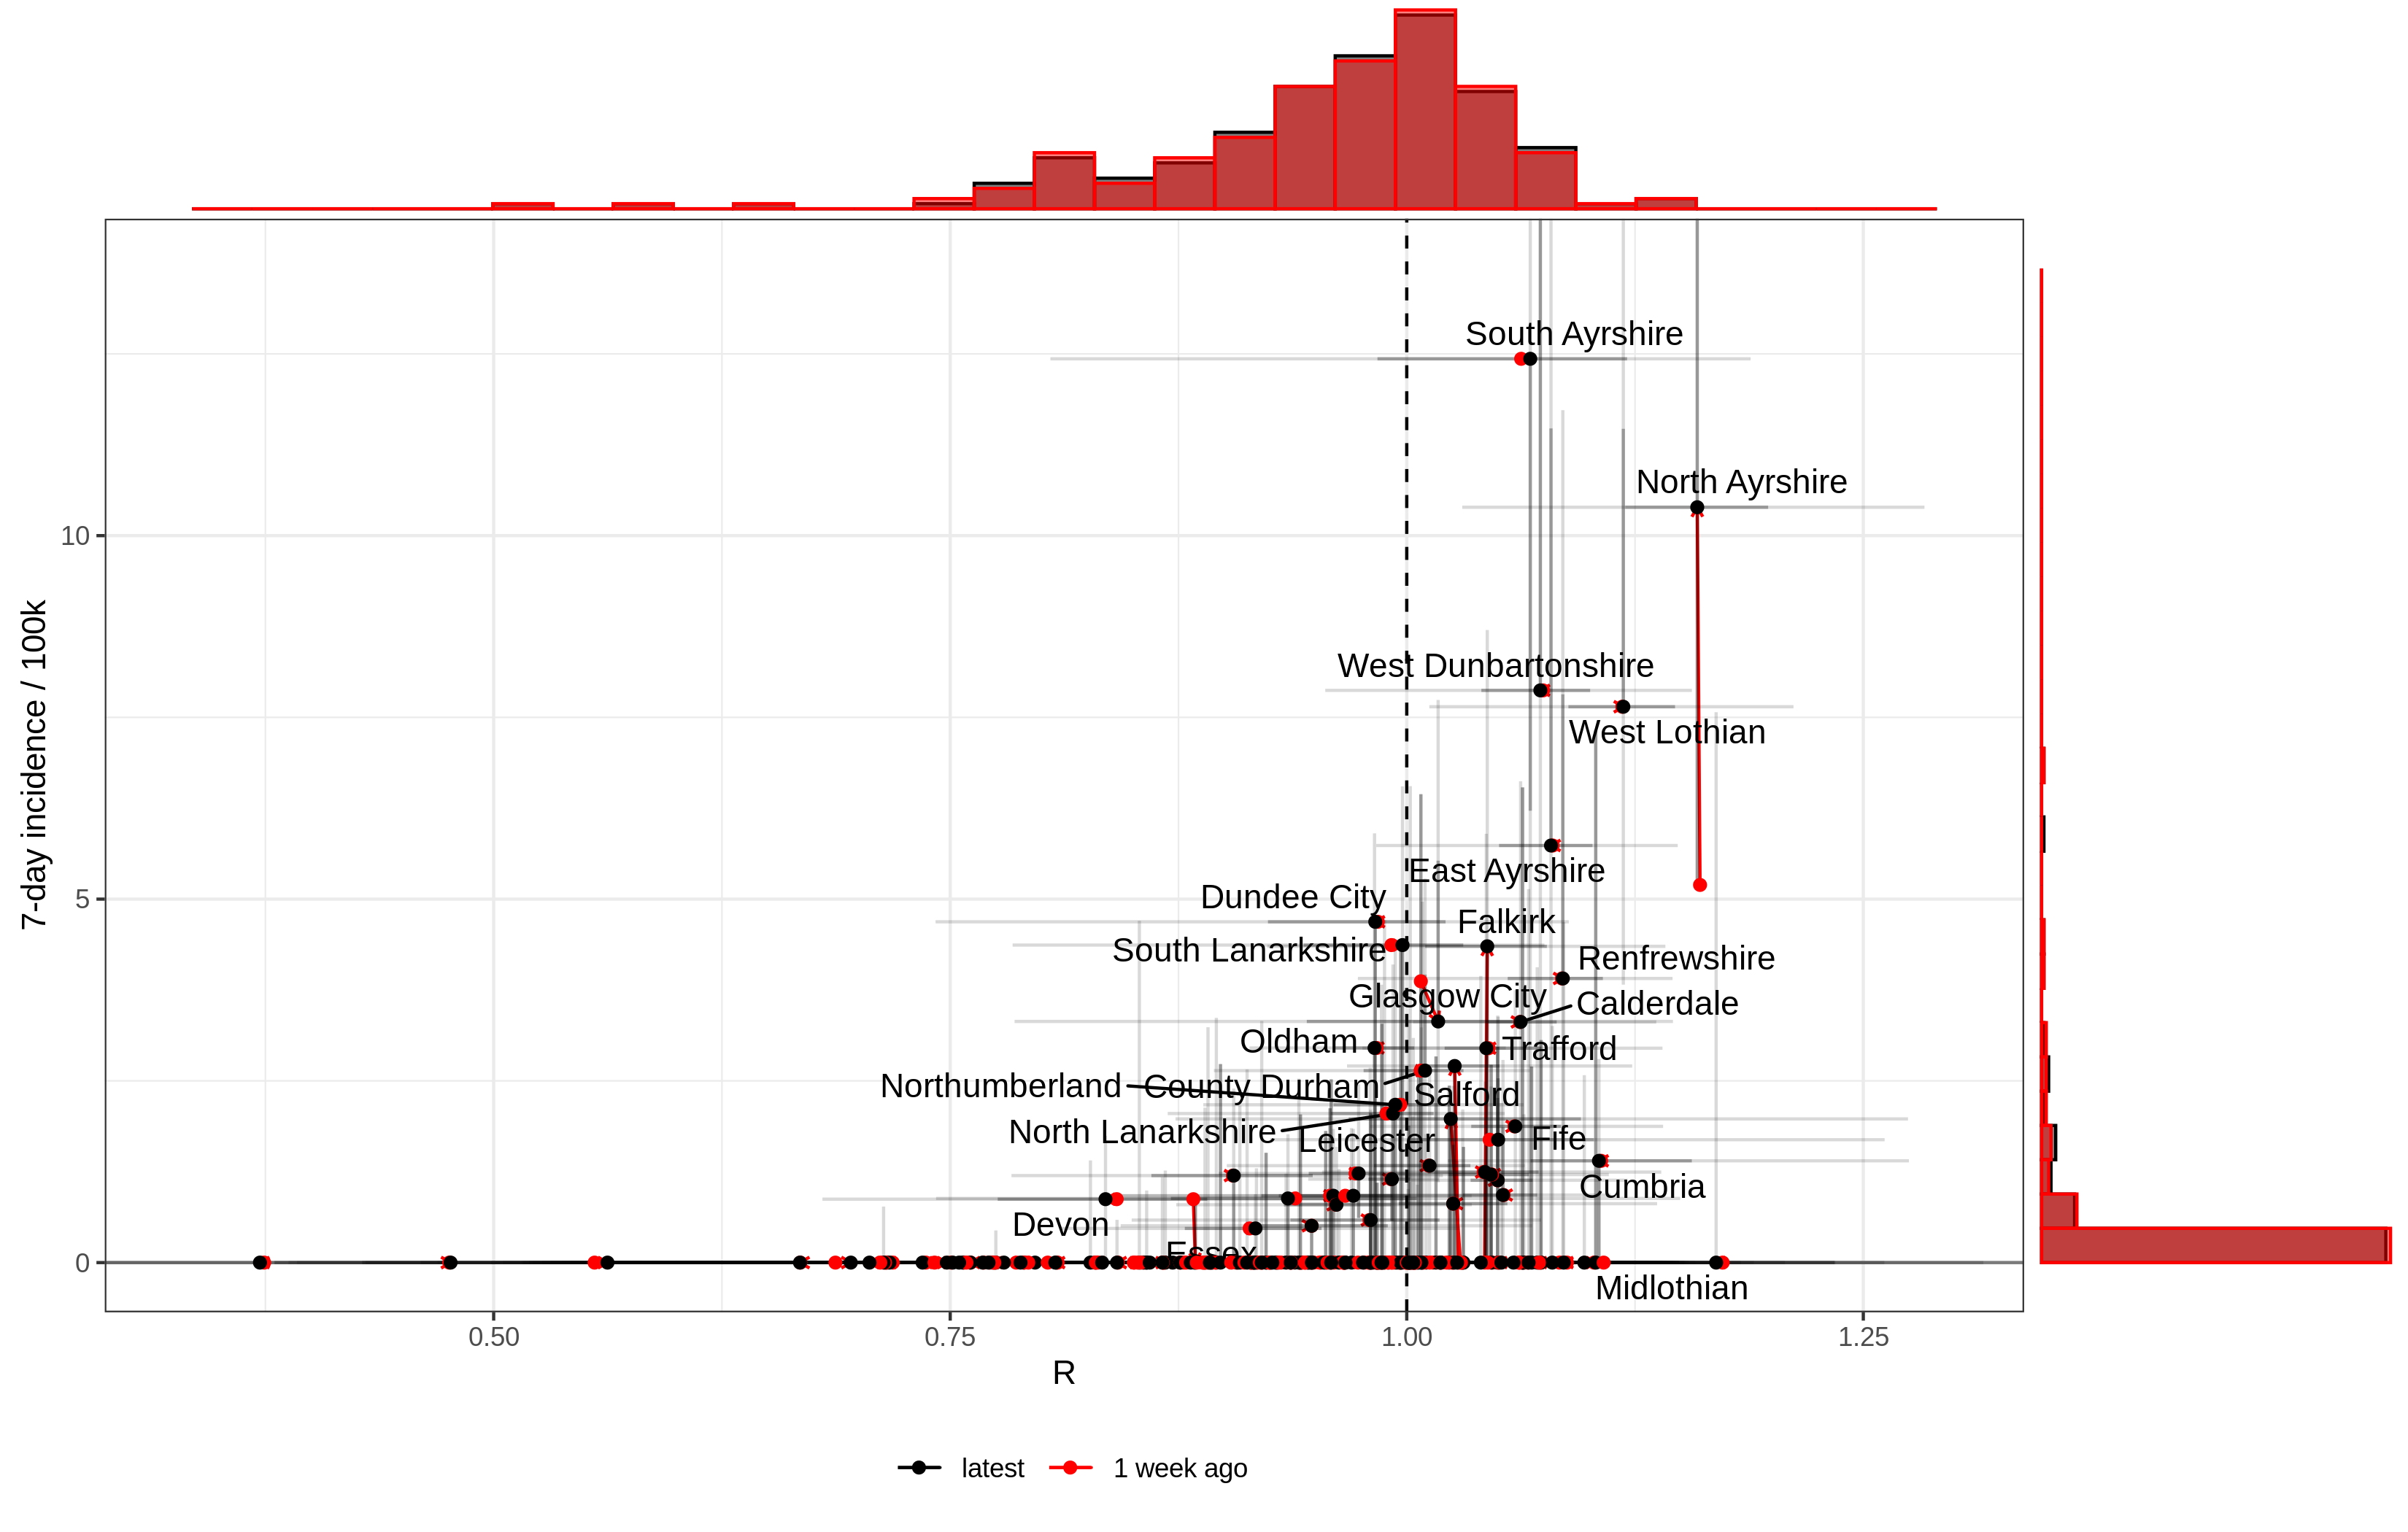 South Ayrshire
North Ayrshire
West Dunbartonshire
West Lothian
East Ayrshire
Dundee City
Falkirk
South Lanarkshire
Renfrewshire
Glasgow City
Calderdale
Oldham
Trafford
Northumberland
County Durham
Salford
North Lanarkshire
Leicester
Fife
Cumbria
Devon
Essex
Midlothian
10
5
0
7-day incidence / 100k
0.50
0.75
1.00
1.25
R
latest
1 week ago